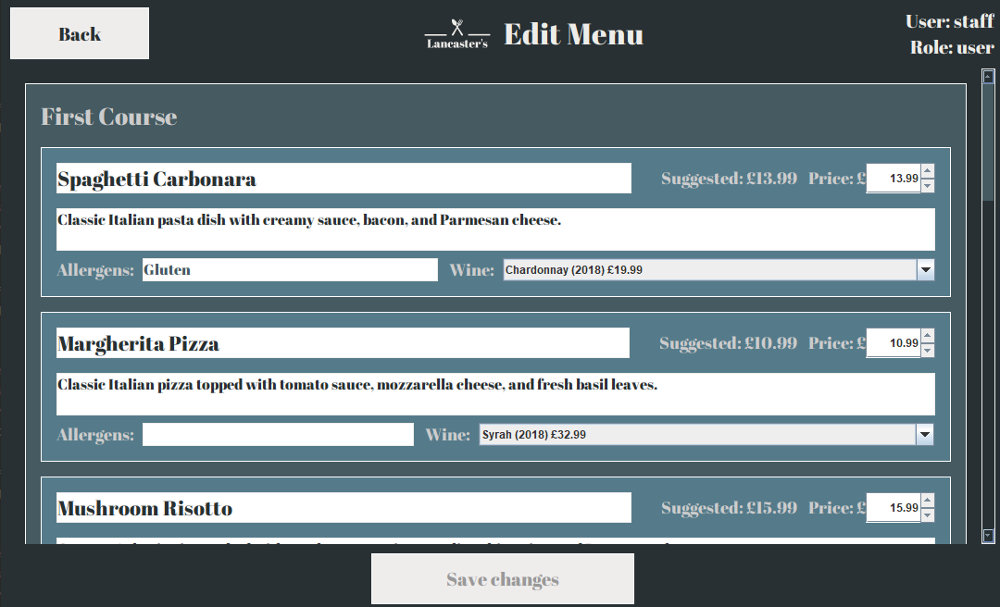 Back
Lancaster's
Edit Menu
User: staff
Role: user
First Course
Spaghetti Carbonara
Suggested: £13.99 Price: £ 13.99
Classic Italian pasta dish with creamy sauce, bacon, and Parmesan cheese.
Allergens: Gluten Wine: Chardonnay (2018) £19.99
Margherita Pizza
Suggested: £10.99 Price: £ 10.99
Classic Italian pizza topped with tomato sauce, mozzarella cheese, and fresh basil leaves.
Allergens: Wine: Syrah (2018) £32.99
Mushroom Risotto
Suggested: £15.99 Price: £ 15.99
Save changes